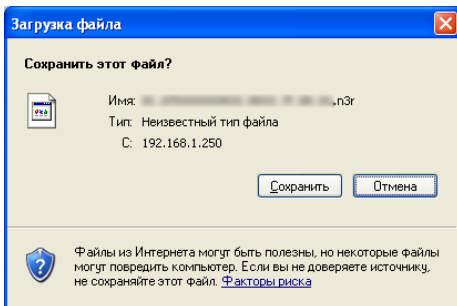 Загрузка файла
Сохранить этот файл?
Имя: .n3r
Тип: Неизвестный тип файла
С: 192.168.1.250
Сохранить Отмена
Файлы из Интернета могут быть полезны, но некоторые файлы
могут повредить компьютер. Если вы не доверяете источнику,
не сохраняйте этот файл. Факторы риска